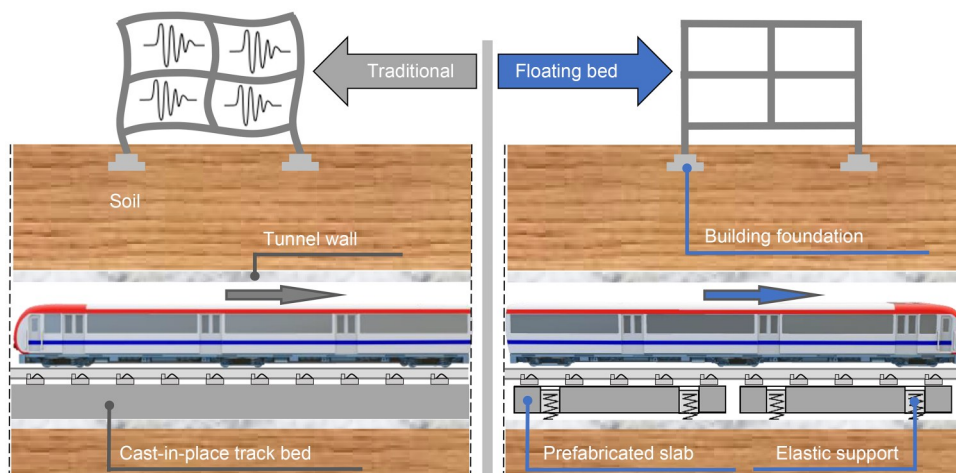 Traditional
Floating bed
Soil
Tunnel wall
Building foundation
Cast-in-place track bed
Prefabricated slab
Elastic support